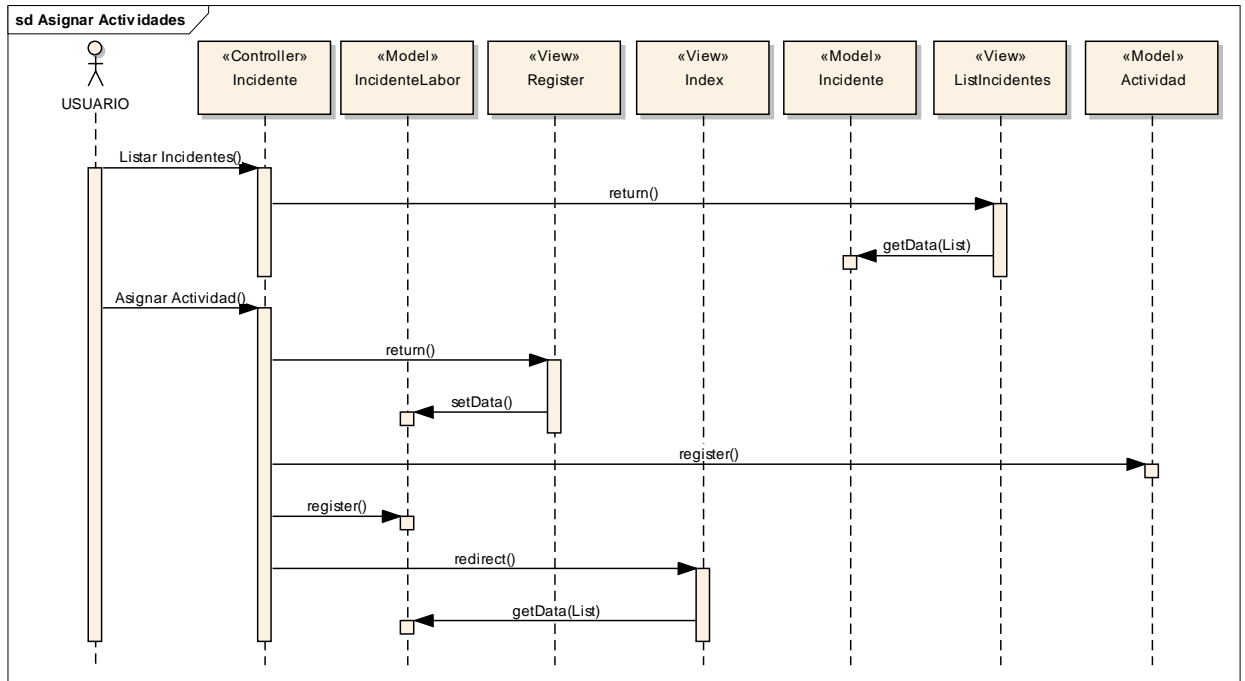 sd Asignar Actividades
USUARIO
«Controller»
Incidente
«Model»
IncidenteLabor
«View»
Register
«View»
Index
«Model»
Incidente
«View»
ListIncidentes
«Model»
Actividad
Listar Incidentes()
return()
getData(List)
Asignar Actividad()
return()
setData()
register()
register()
redirect()
getData(List)